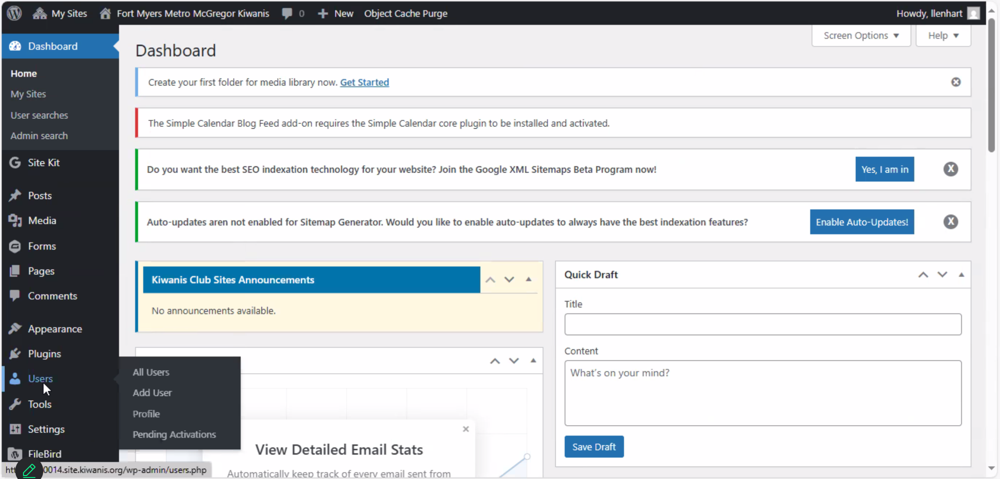 My Sites
Fort Myers Metro McGregor Kiwanis
0
New
Object Cache Purge
Howdy, llenhart
Screen Options ▼
Help ▼
Dashboard
Home
My Sites
User searches
Admin search
Site Kit
Posts
Media
Forms
Pages
Comments
Appearance
Plugins
Users
Tools
Settings
FileBird
All Users
Add User
Profile
Pending Activations
Dashboard
Create your first folder for media library now. Get Started
The Simple Calendar Blog Feed add-on requires the Simple Calendar core plugin to be installed and activated.
Do you want the best SEO indexation technology for your website? Join the Google XML Sitemaps Beta Program now!
Yes, I am in
X
Auto-updates aren not enabled for Sitemap Generator. Would you like to enable auto-updates to always have the best indexation features?
Enable Auto-Updates!
X
Kiwanis Club Sites Announcements
No announcements available.
View Detailed Email Stats
Automatically keep track of every email sent from
Quick Draft
Title
Content
What's on your mind?
Save Draft
0014.site.kiwanis.org/wp-admin/users.php